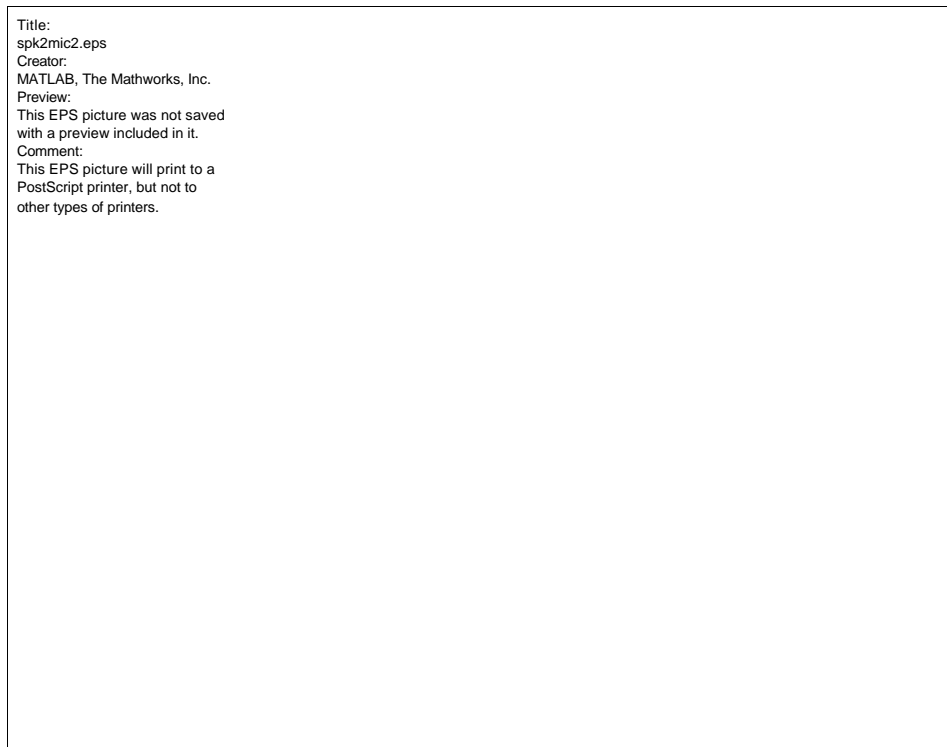 Title:
spk2mic2.eps
Creator:
MATLAB, The Mathworks, Inc.
Preview:
This EPS picture was not saved
with a preview included in it.
Comment:
This EPS picture will print to a
PostScript printer, but not to
other types of printers.